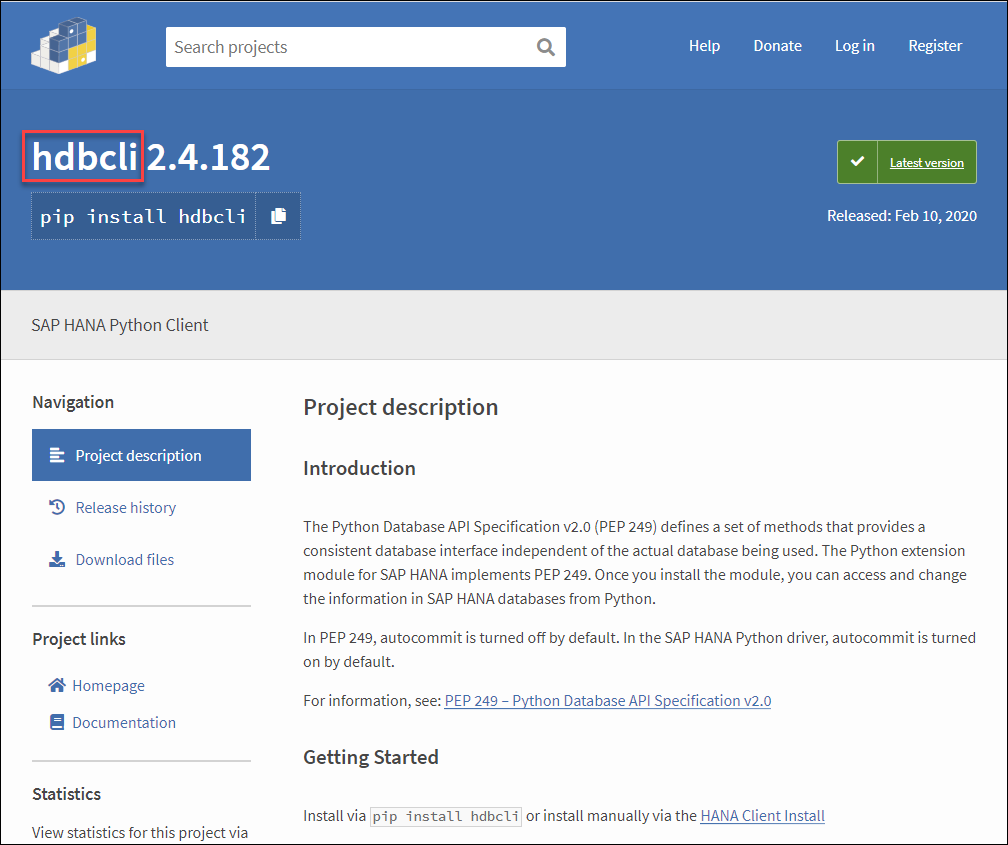 Search projects
Help
Donate
Log in
Register
hdbcli 2.4.182
Latest version
pip install hdbcli
Released: Feb 10, 2020
SAP HANA Python Client
Navigation
Project description
Release history
Download files
Project links
Homepage
Documentation
Statistics
View statistics for this project via
Project description
Introduction
The Python Database API Specification v2.0 (PEP 249) defines a set of methods that provides a
consistent database interface independent of the actual database being used. The Python extension
module for SAP HANA implements PEP 249. Once you install the module, you can access and change
the information in SAP HANA databases from Python.
In PEP 249, autocommit is turned off by default. In the SAP HANA Python driver, autocommit is turned
on by default.
For information, see: PEP 249 – Python Database API Specification v2.0
Getting Started
Install via pip install hdbcli or install manually via the HANA Client Install